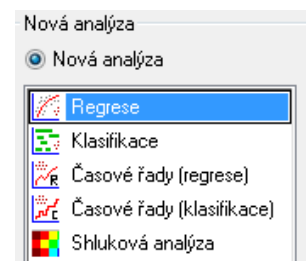 Nová analýza
Nová analýza
Regrese
Klasifikace
Časové řady (regrese)
Časové řady (klasifikace)
Shluková analýza